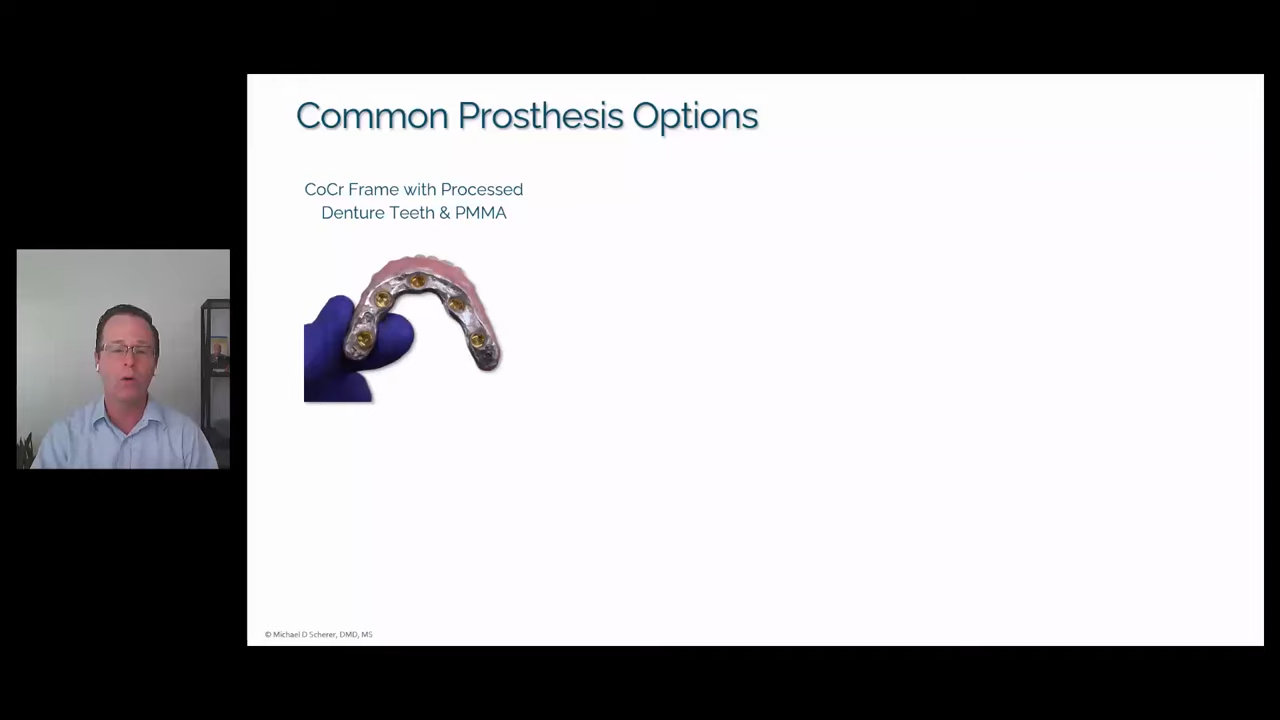 Common Prosthesis Options
CoCr Frame with Processed
Denture Teeth & PMMA
© Michael D Scherer, DMD, MS